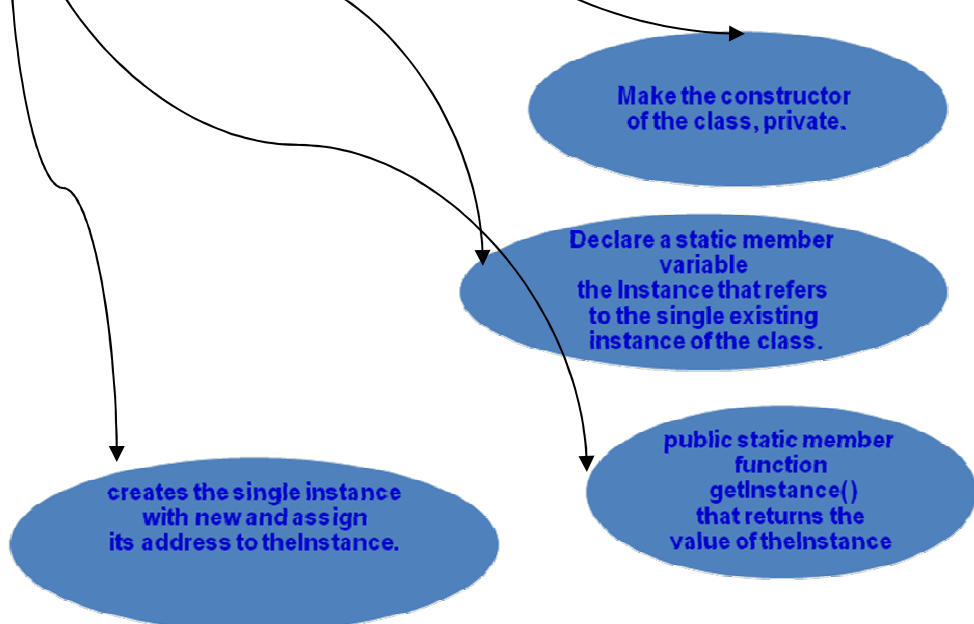 Make the constructor
of the class, private.
Declare a static member
variable
the Instance that refers
to the single existing
instance of the class.
public static member
function
getInstance()
that returns the
value of theInstance
creates the single instance
with new and assign
its address to theInstance.